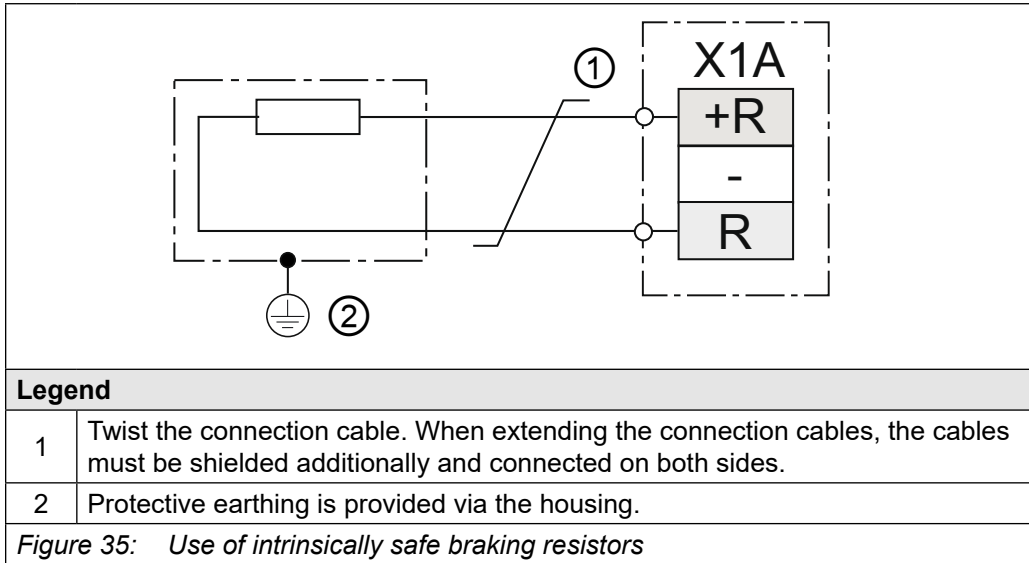 ①
X1A
+R
-
R
②
Legend
1 Twist the connection cable. When extending the connection cables, the cables
must be shielded additionally and connected on both sides.
2 Protective earthing is provided via the housing.
Figure 35: Use of intrinsically safe braking resistors